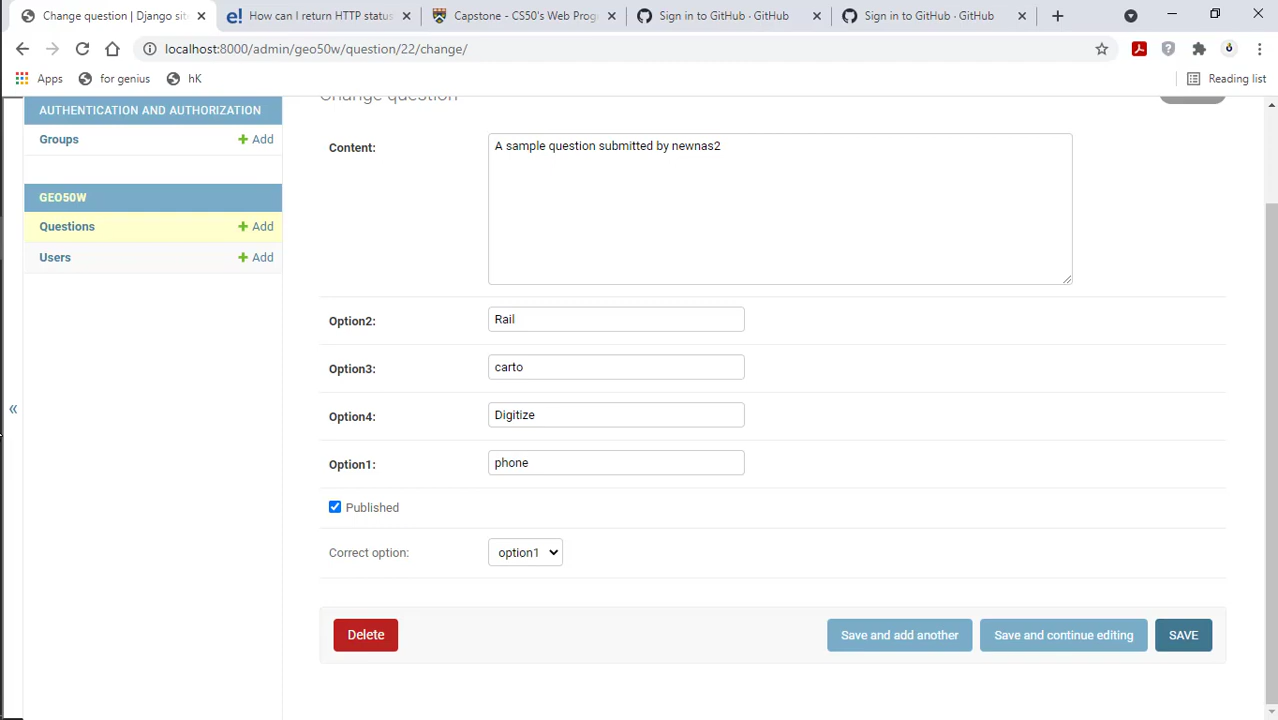 Change question | Django sit
How can I return HTTP status
Capstone - CS50's Web Prog
Sign in to GitHub · GitHub
Sign in to GitHub · GitHub
localhost:8000/admin/geo50w/question/22/change/
Apps
for genius
hK
Reading list
AUTHENTICATION AND AUTHORIZATION
Change question
Groups
Add
Content:
A sample question submitted by newnas2
GEO50W
Questions
Add
Users
Add
Option2:
Rail
Option3:
carto
Option4:
Digitize
Option1:
phone
Published
Correct option:
option1
Delete
Save and add another
Save and continue editing
SAVE